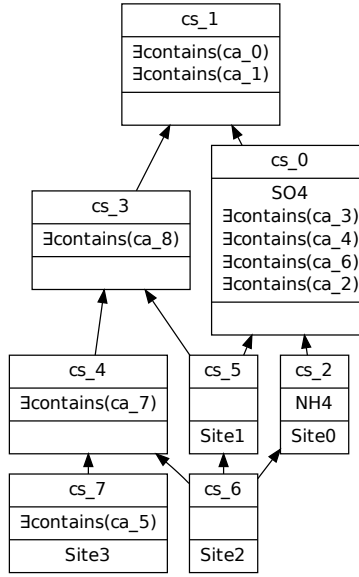 cs_1
∃contains(ca_0)
∃contains(ca_1)
cs_0
SO4
∃contains(ca_3)
∃contains(ca_4)
∃contains(ca_6)
∃contains(ca_2)
cs_3
∃contains(ca_8)
cs_4
∃contains(ca_7)
cs_5
Site1
cs_2
NH4
Site0
cs_7
∃contains(ca_5)
Site3
cs_6
Site2